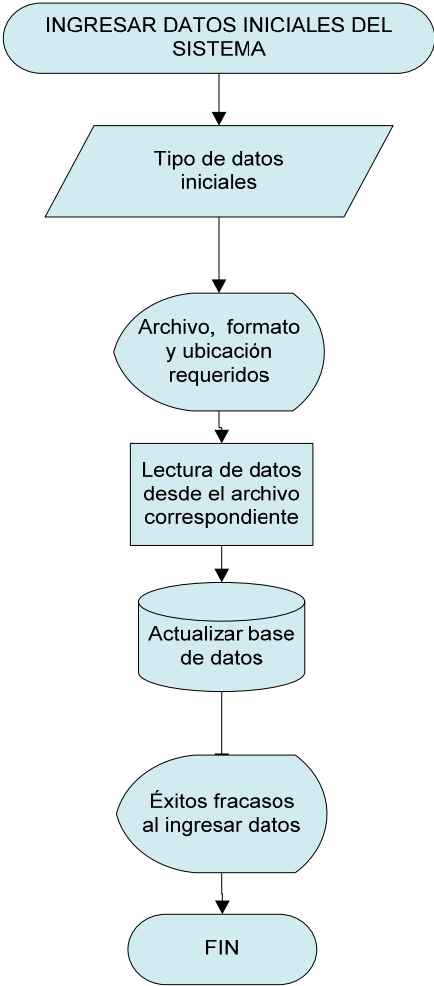 INGRESAR DATOS INICIALES DEL
SISTEMA
Tipo de datos
iniciales
Archivo, formato
y ubicación
requeridos
Lectura de datos
desde el archivo
correspondiente
Actualizar base
de datos
Éxitos fracasos
al ingresar datos
FIN